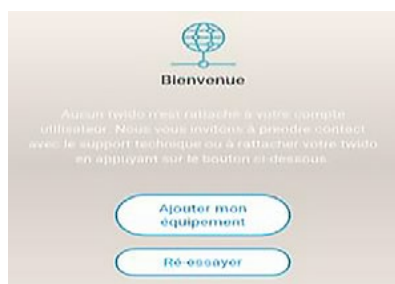 Bienvenue
Aucun twido n'est rattaché à votre compte
utilisateur. Nous vous invitons à prendre contact
avec le support technique ou à rattacher votre twido
en appuyant sur le bouton ci-dessous.
Ajouter mon
équipement
Ré-essayer